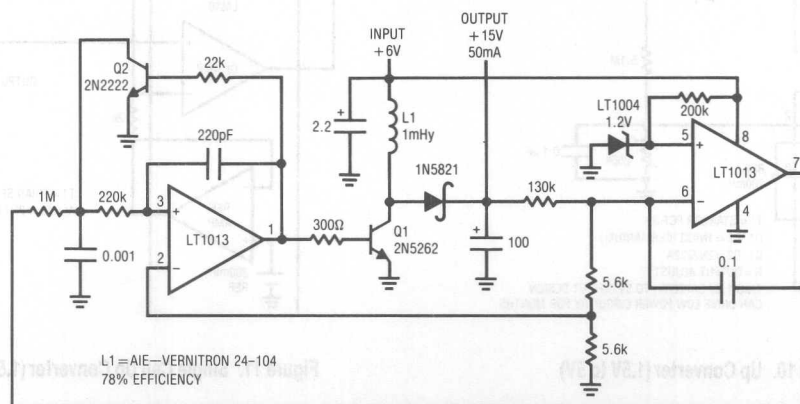 INPUT
+6V
OUTPUT
+15V
50mA
Q2
2N2222
22k
220pF
+
2.2
L1
1mHy
LT1004
1.2V
200k
5
+
8
LT1013
7
6
−
4
1N5821
130k
1M
220k
3
+
LT1013
1
2
−
0.001
300Ω
Q1
2N5262
+
100
0.1
5.6k
5.6k
L1=AIE—VERNITRON 24-104
78% EFFICIENCY